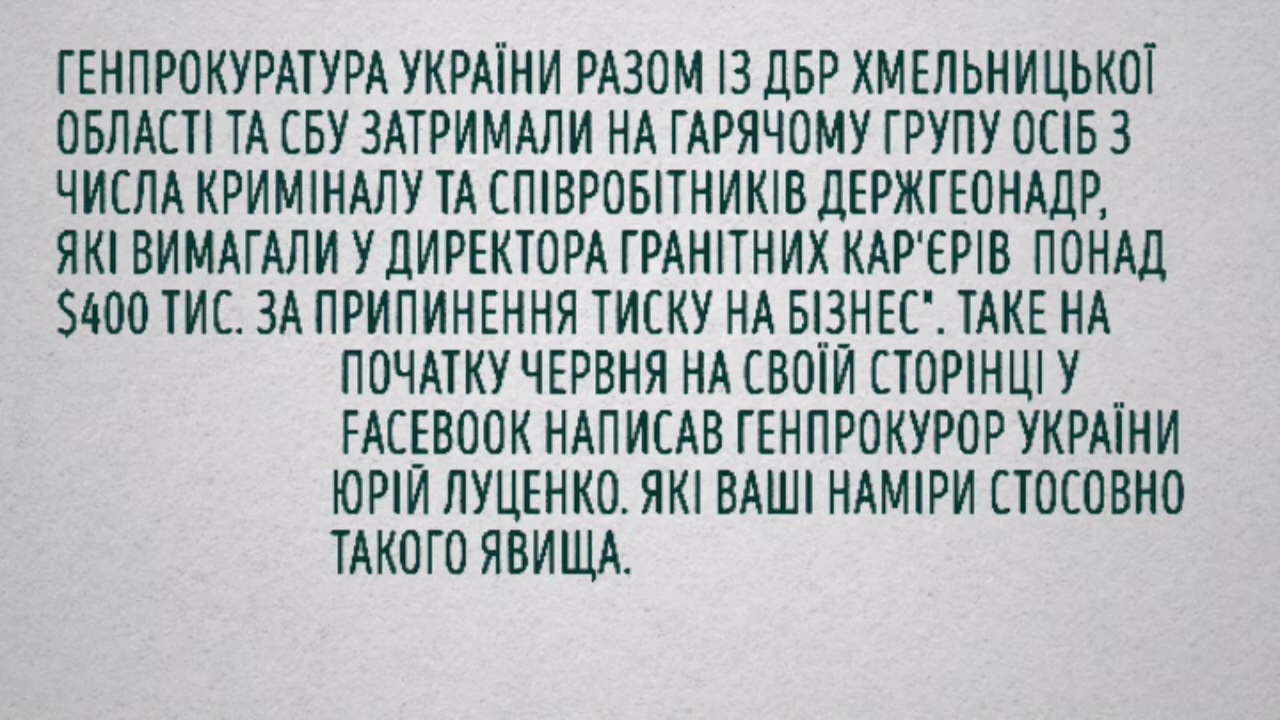 ГЕНПРОКУРАТУРА УКРАЇНИ РАЗОМ ІЗ ДБР ХМЕЛЬНИЦЬКОЇ
ОБЛАСТІ ТА СБУ ЗАТРИМАЛИ НА ГАРЯЧОМУ ГРУПУ ОСІБ З
ЧИСЛА КРИМІНАЛУ ТА СПІВРОБІТНИКІВ ДЕРЖГЕОНАДР,
ЯКІ ВИМАГАЛИ У ДИРЕКТОРА ГРАНІТНИХ КАР'ЄРІВ ПОНАД
$400 ТИС. ЗА ПРИПИНЕННЯ ТИСКУ НА БІЗНЕС". ТАКЕ НА
ПОЧАТКУ ЧЕРВНЯ НА СВОЇЙ СТОРІНЦІ У
FACEBOOK НАПИСАВ ГЕНПРОКУРОР УКРАЇНИ
ЮРІЙ ЛУЦЕНКО. ЯКІ ВАШІ НАМІРИ СТОСОВНО
ТАКОГО ЯВИЩА.